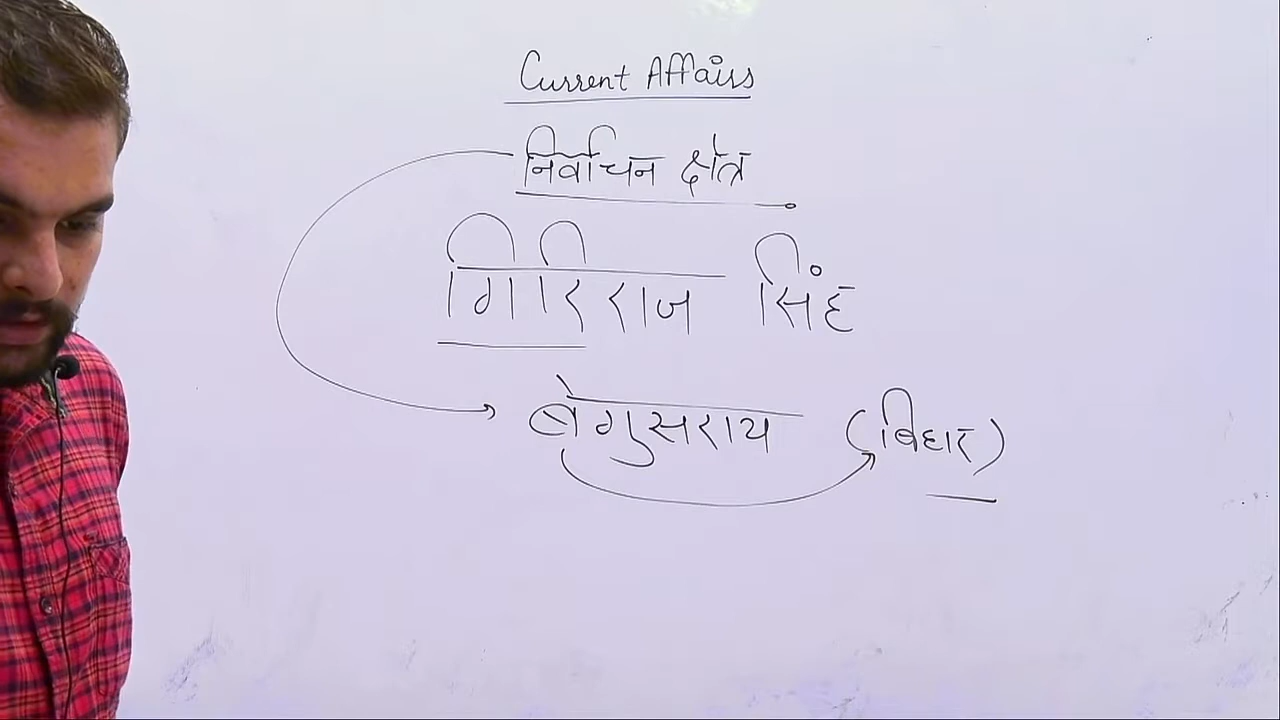 Current Affairs
निर्वाचन क्षेत्र
गिरिराज सिंह
बेगुसराय (बिहार)